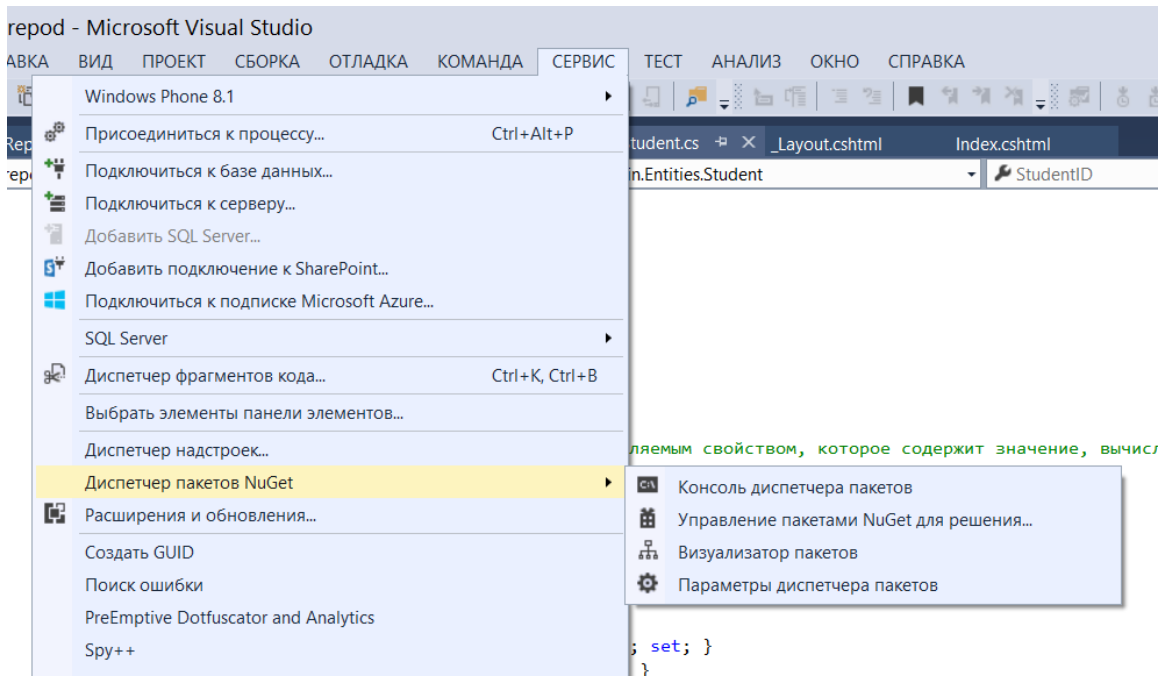 repod - Microsoft Visual Studio
АВКА ВИД ПРОЕКТ СБОРКА ОТЛАДКА КОМАНДА СЕРВИС ТЕСТ АНАЛИЗ ОКНО СПРАВКА
Windows Phone 8.1
Присоединиться к процессу... Ctrl+Alt+P
Rep tudent.cs _Layout.cshtml Index.cshtml
Подключиться к базе данных...
repo in.Entities.Student StudentID
Подключиться к серверу...
Добавить SQL Server...
Добавить подключение к SharePoint...
Подключиться к подписке Microsoft Azure...
SQL Server
Диспетчер фрагментов кода... Ctrl+K, Ctrl+B
Выбрать элементы панели элементов...
Диспетчер надстроек...
ляемым свойством, которое содержит значение, вычисл
Диспетчер пакетов NuGet
Консоль диспетчера пакетов
Расширения и обновления...
Управление пакетами NuGet для решения...
Создать GUID
Визуализатор пакетов
Поиск ошибки
Параметры диспетчера пакетов
PreEmptive Dotfuscator and Analytics
Spy++
; set; }
}